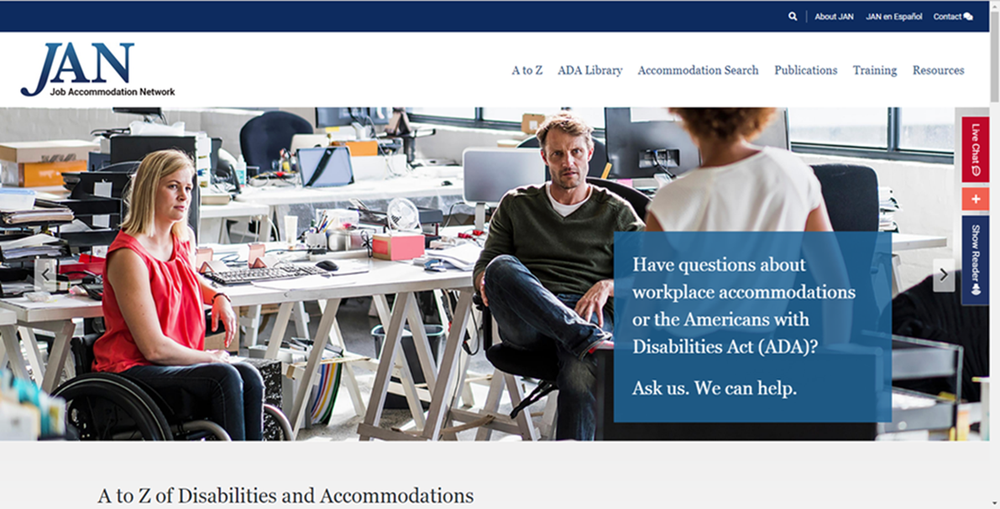 About JAN
JAN en Español
Contact
JAN
Job Accommodation Network
A to Z
ADA Library
Accommodation Search
Publications
Training
Resources
Live Chat
+
Show Reader
Have questions about
workplace accommodations
or the Americans with
Disabilities Act (ADA)?
Ask us. We can help.
A to Z of Disabilities and Accommodations